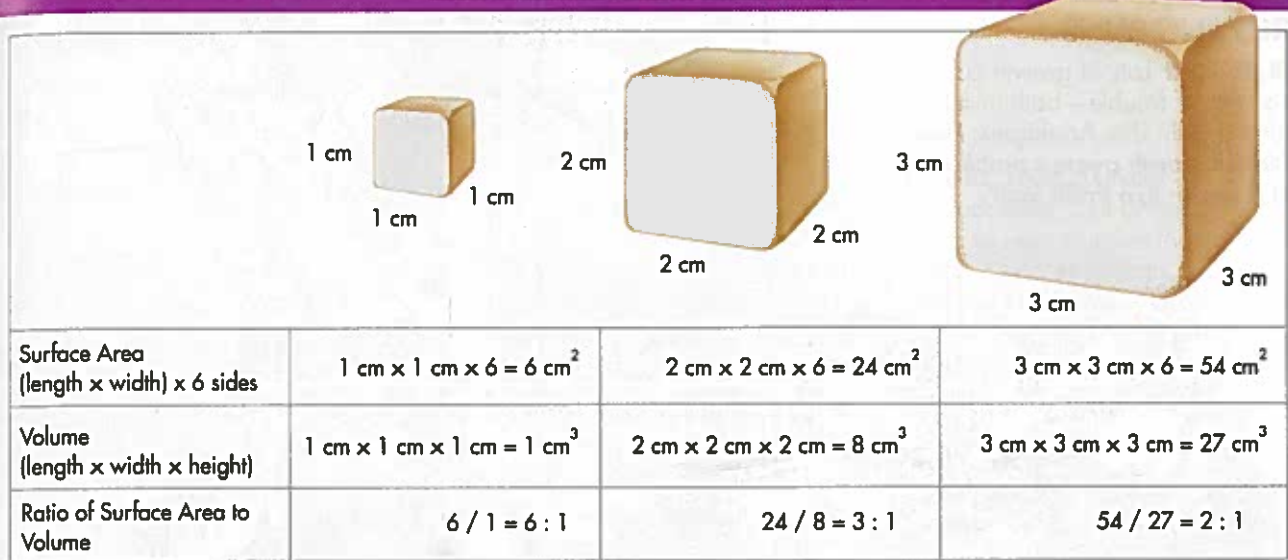 1 cm
1 cm
1 cm
2 cm
2 cm
2 cm
3 cm
3 cm
3 cm
Surface Area
(length x width) x 6 sides
1 cm x 1 cm x 6 = 6 cm²
2 cm x 2 cm x 6 = 24 cm²
3 cm x 3 cm x 6 = 54 cm²
Volume
(length x width x height)
1 cm x 1 cm x 1 cm = 1 cm³
2 cm x 2 cm x 2 cm = 8 cm³
3 cm x 3 cm x 3 cm = 27 cm³
Ratio of Surface Area to
Volume
6 / 1 = 6 : 1
24 / 8 = 3 : 1
54 / 27 = 2 : 1